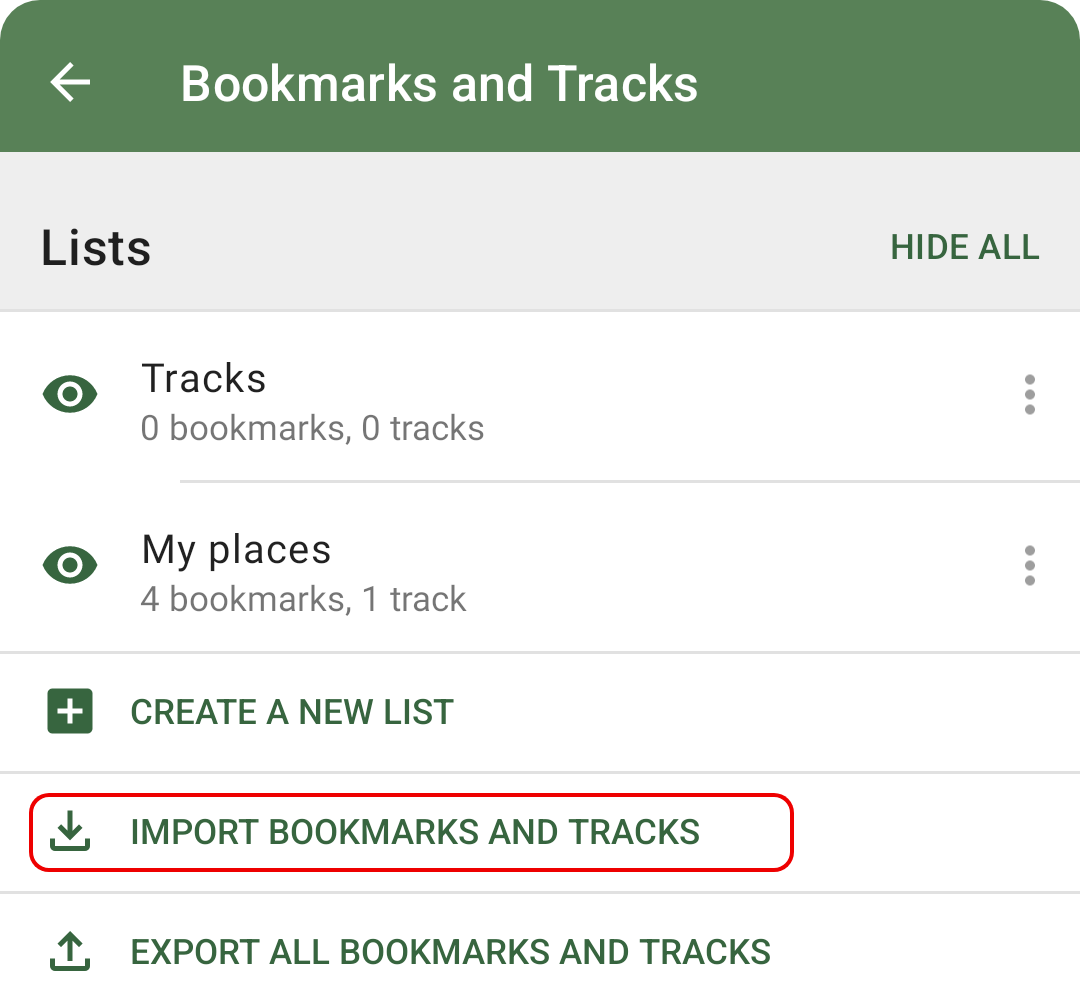 Bookmarks and Tracks
Lists
HIDE ALL
Tracks
0 bookmarks, 0 tracks
My places
4 bookmarks, 1 track
CREATE A NEW LIST
IMPORT BOOKMARKS AND TRACKS
EXPORT ALL BOOKMARKS AND TRACKS